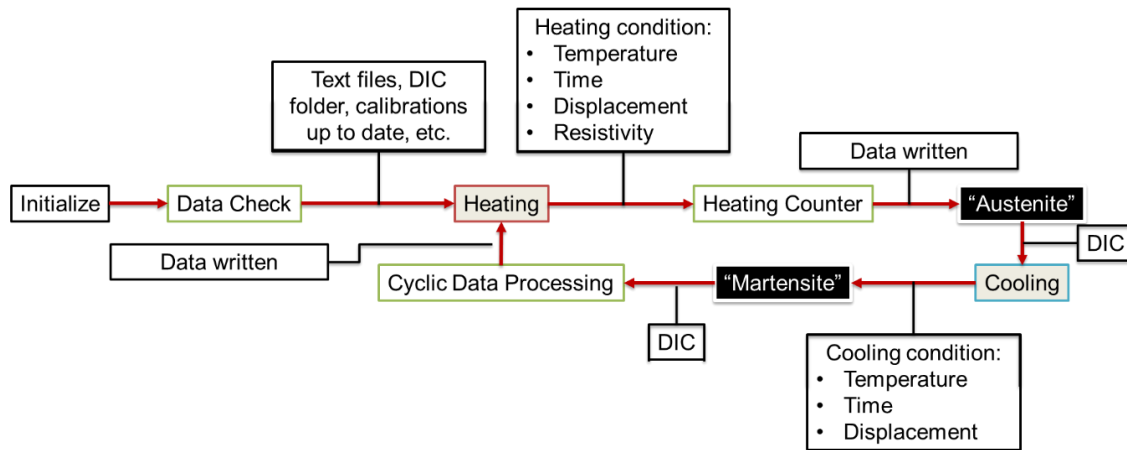 Heating condition:
• Temperature
• Time
• Displacement
• Resistivity
Text files, DIC
folder, calibrations
up to date, etc.
Data written
Initialize
Data Check
Heating
Heating Counter
“Austenite”
Data written
Cyclic Data Processing
“Martensite”
Cooling
DIC
DIC
Cooling condition:
• Temperature
• Time
• Displacement